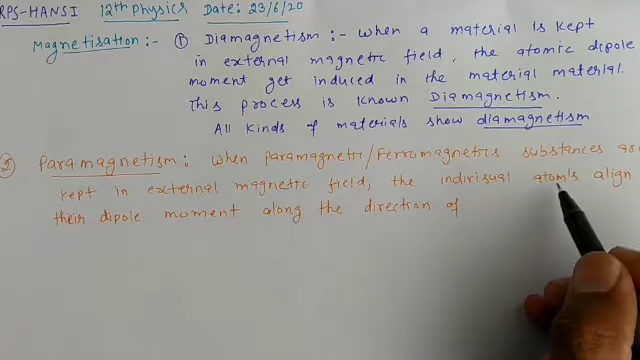 RPS-HANSI 12th Physics Date: 23/6/20
Magnetisation :- ① Diamagnetism :- When a material is kept
in external magnetic field, the atomic dipole
moment get induced in the material material.
This process is known Diamagnetism.
All kinds of materials show diamagnetism
② Paramagnetism : When paramagnetic/Ferromagnetics substances are
kept in external magnetic field, the indirisual atom's align
their dipole moment along the direction of